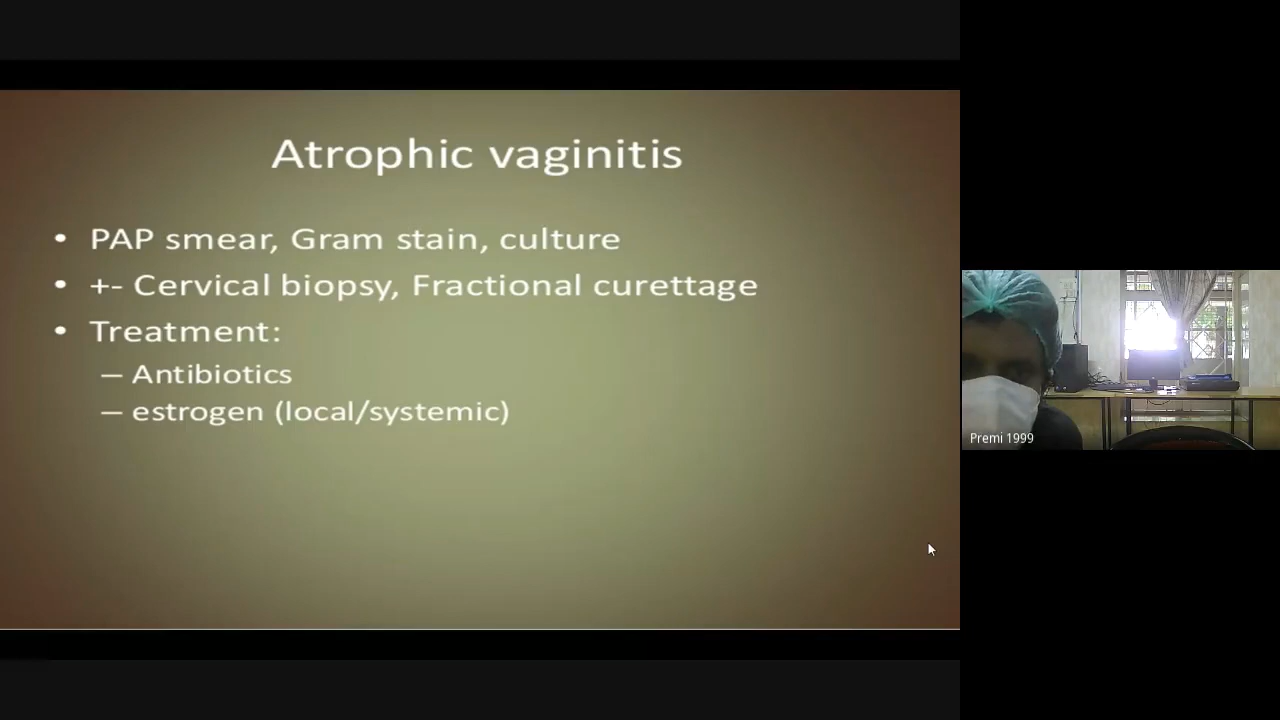 Atrophic vaginitis
• PAP smear, Gram stain, culture
• +- Cervical biopsy, Fractional curettage
• Treatment:
– Antibiotics
– estrogen (local/systemic)
Premi 1999